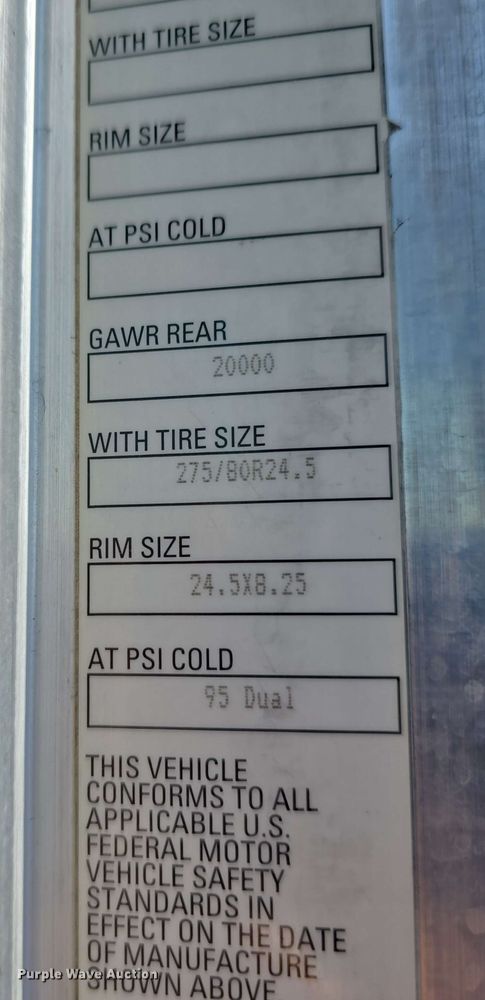 WITH TIRE SIZE
RIM SIZE
AT PSI COLD
GAWR REAR
20000
WITH TIRE SIZE
275/80R24.5
RIM SIZE
24.5X8.25
AT PSI COLD
95 Dual
THIS VEHICLE
CONFORMS TO ALL
APPLICABLE U.S.
FEDERAL MOTOR
VEHICLE SAFETY
STANDARDS IN
EFFECT ON THE DATE
OF MANUFACTURE
SHOWN ABOVE
Purple Wave Auction